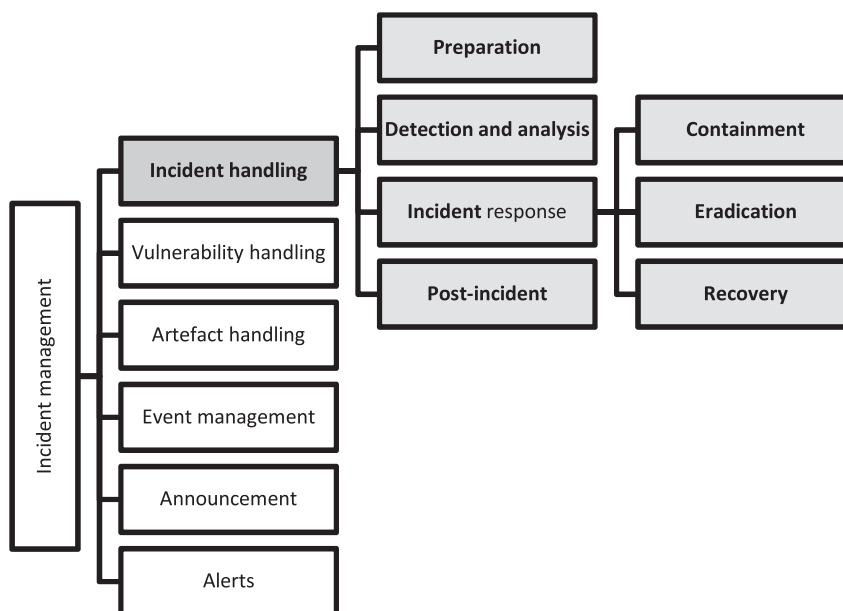 Incident management
Incident handling
Vulnerability handling
Artefact handling
Event management
Announcement
Alerts
Preparation
Detection and analysis
Incident response
Post-incident
Containment
Eradication
Recovery